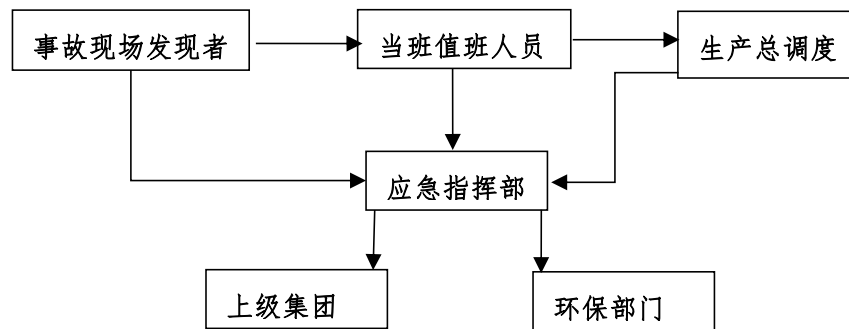 事故现场发现者
当班值班人员
生产总调度
应急指挥部
上级集团
环保部门